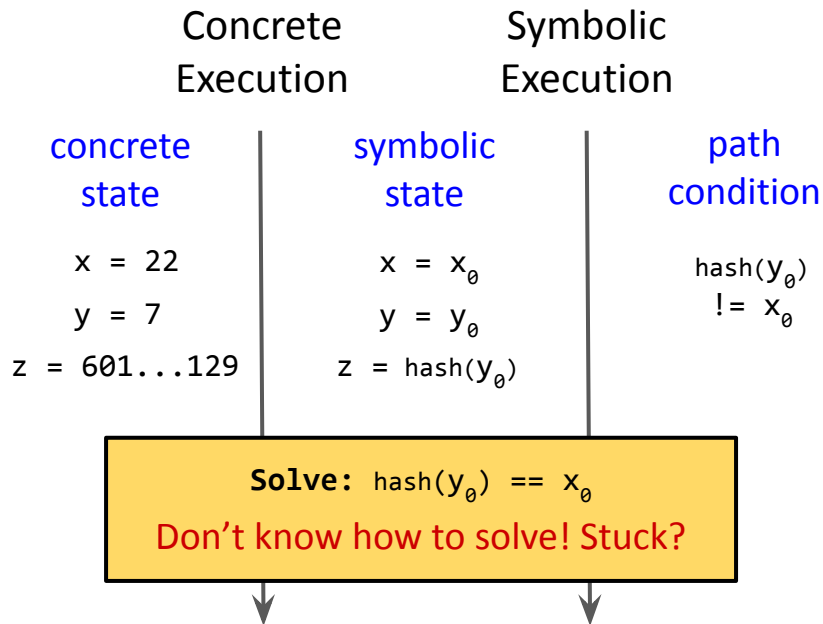 Concrete Execution
Symbolic Execution
concrete state
symbolic state
path condition
x = 22
x = x₀
hash(y₀) != x₀
y = 7
y = y₀
z = 601...129
z = hash(y₀)
Solve: hash(y₀) == x₀
Don't know how to solve! Stuck?